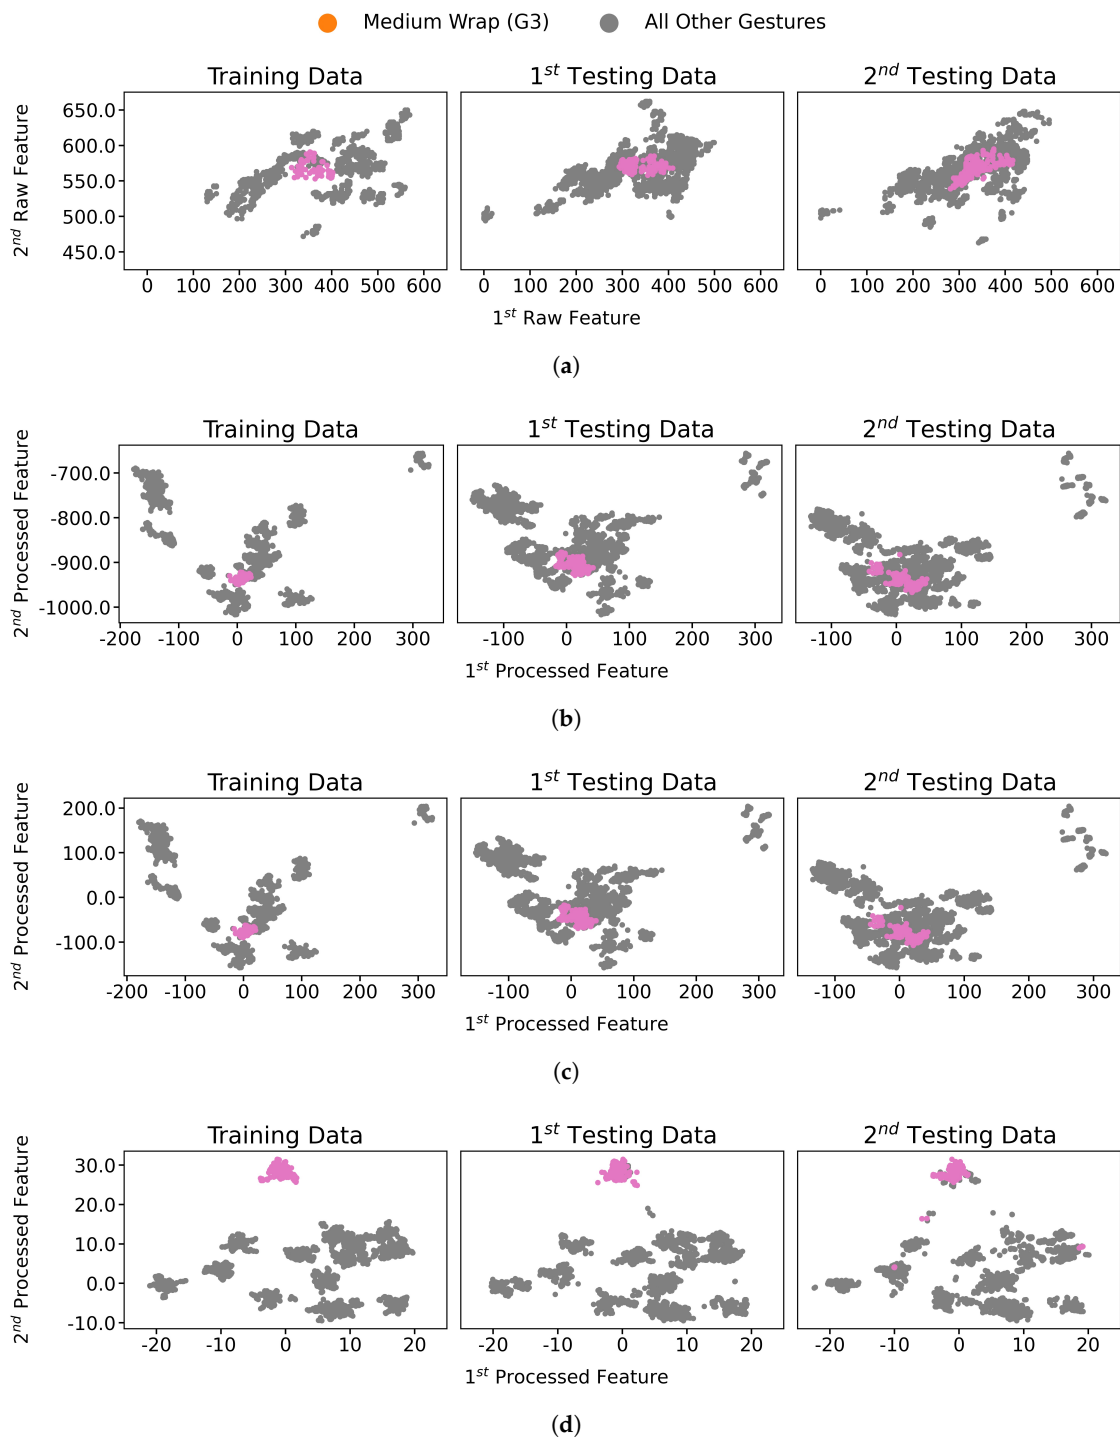 Medium Wrap (G3) All Other Gestures
Training Data 1st Testing Data 2nd Testing Data
2nd Raw Feature
650.0
600.0
550.0
500.0
450.0
0 100 200 300 400 500 600 0 100 200 300 400 500 600 0 100 200 300 400 500 600
1st Raw Feature
(a)
Training Data 1st Testing Data 2nd Testing Data
2nd Processed Feature
-700.0
-800.0
-900.0
-1000.0
-200 -100 0 100 200 300 -100 0 100 200 300 -100 0 100 200 300
1st Processed Feature
(b)
Training Data 1st Testing Data 2nd Testing Data
2nd Processed Feature
200.0
100.0
0.0
-100.0
-200 -100 0 100 200 300 -100 0 100 200 300 -100 0 100 200 300
1st Processed Feature
(c)
Training Data 1st Testing Data 2nd Testing Data
2nd Processed Feature
30.0
20.0
10.0
0.0
-10.0
-20 -10 0 10 20 -20 -10 0 10 20 -20 -10 0 10 20
1st Processed Feature
(d)